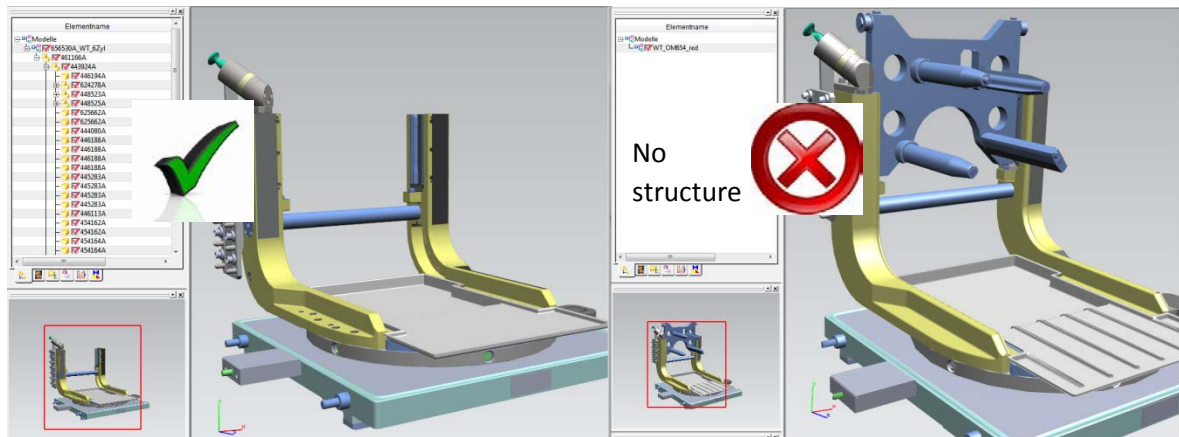 Elementname
Modelle
656530A_WT_6Zyl
461166A
443924A
446194A
624278A
448523A
448525A
625662A
625662A
444080A
446188A
446188A
446188A
446188A
445283A
445283A
445283A
445283A
446113A
454162A
454162A
454164A
454164A
Elementname
Modelle
WT_OM654_red
No
structure